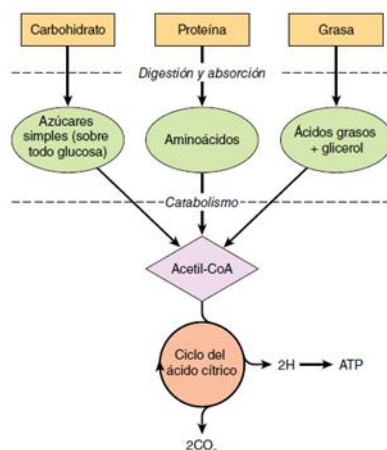 Carbohidrato
Proteína
Grasa
Digestión y absorción
Azúcares
simples (sobre
todo glucosa)
Aminoácidos
Ácidos grasos
+ glicerol
Catabolismo
Acetil-CoA
Ciclo del
ácido cítrico
2H
ATP
2CO₂